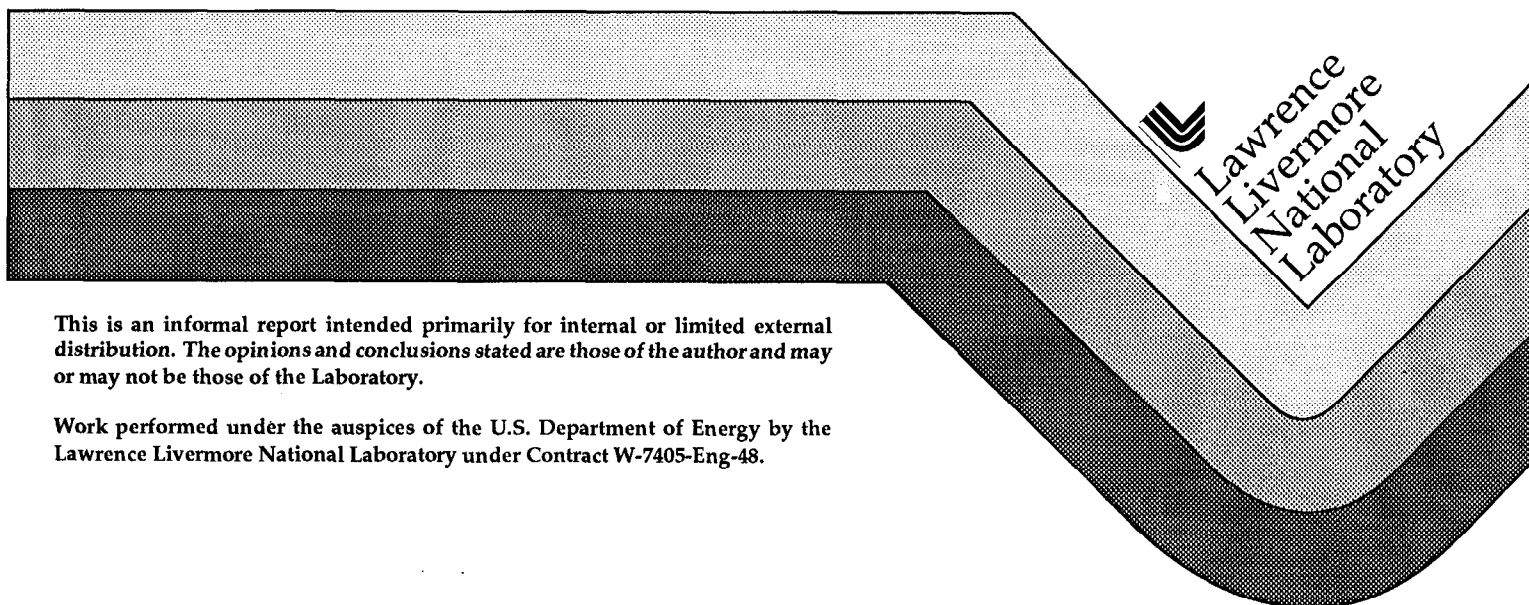 Lawrence
Livermore
National
Laboratory
This is an informal report intended primarily for internal or limited external
distribution. The opinions and conclusions stated are those of the author and may
or may not be those of the Laboratory.
Work performed under the auspices of the U.S. Department of Energy by the
Lawrence Livermore National Laboratory under Contract W-7405-Eng-48.